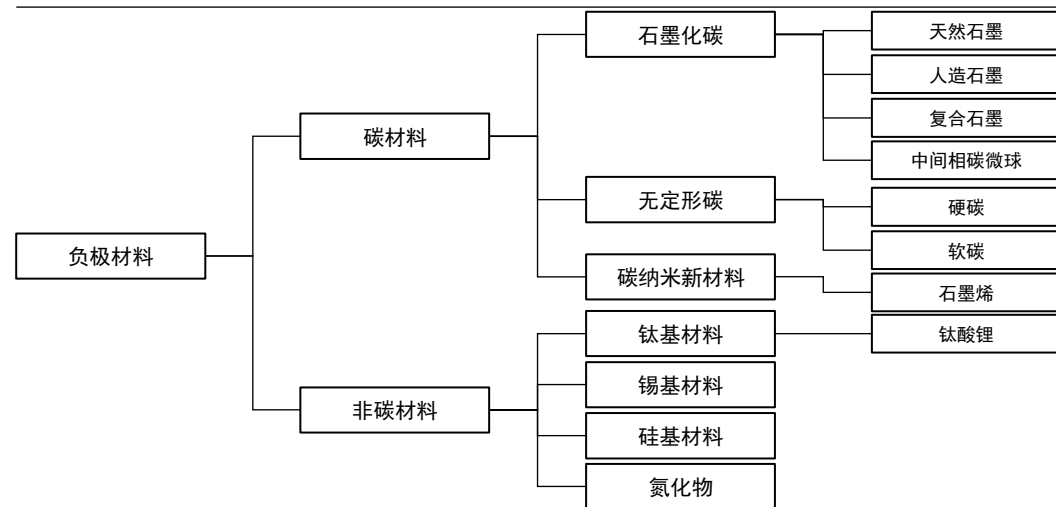 负极材料
碳材料
石墨化碳
天然石墨
人造石墨
复合石墨
中间相碳微球
无定形碳
硬碳
软碳
碳纳米新材料
石墨烯
非碳材料
钛基材料
钛酸锂
锡基材料
硅基材料
氮化物